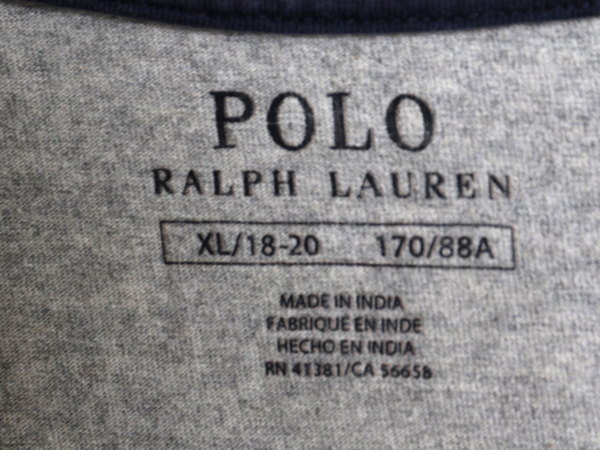 POLO
RALPH LAUREN
XL/18-20 170/88A
MADE IN INDIA
FABRIQUE EN INDE
HECHO EN INDIA
RN 41381/CA 56658